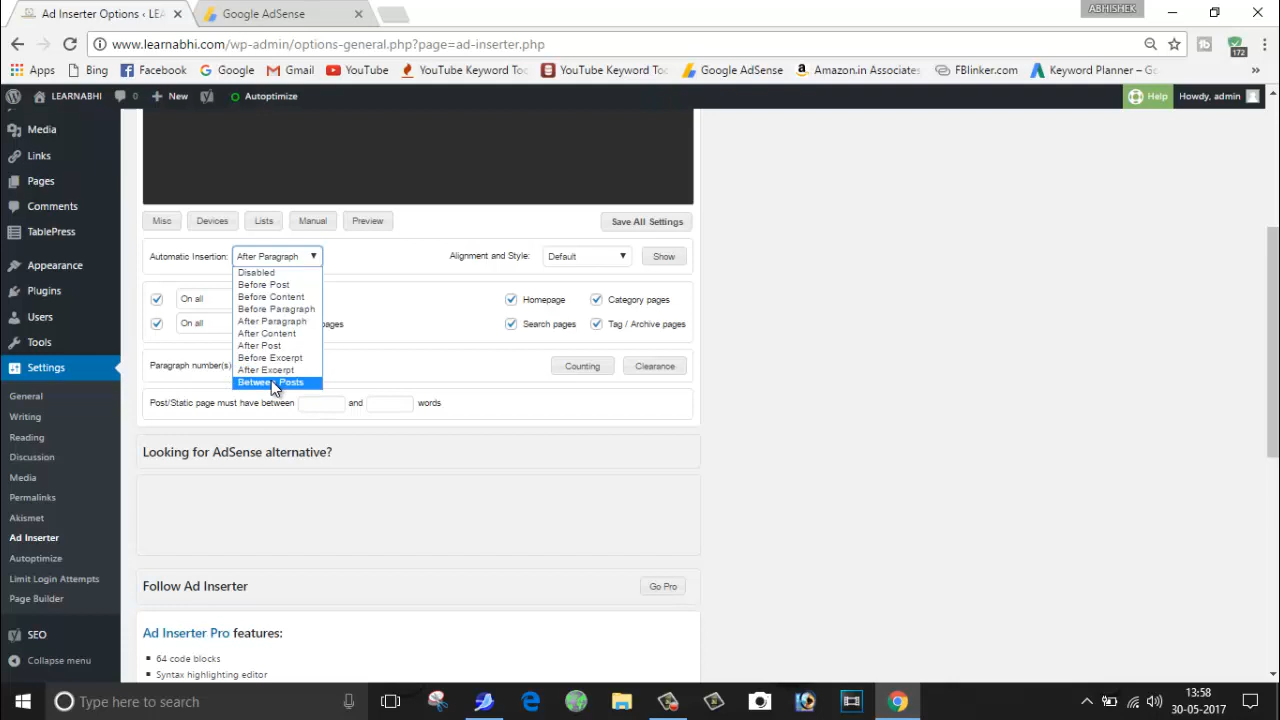 Ad Inserter Options ‹ LEA
Google AdSense
ABHISHEK
www.learnabhi.com/wp-admin/options-general.php?page=ad-inserter.php
172
Apps
Bing
Facebook
Google
Gmail
YouTube
YouTube Keyword Too
YouTube Keyword Too
Google AdSense
Amazon.in Associates
FBlinker.com
Keyword Planner – Go
LEARNABHI
0
New
Autoptimize
Help
Howdy, admin
Media
Links
Pages
Comments
TablePress
Appearance
Plugins
Users
Tools
Settings
General
Writing
Reading
Discussion
Media
Permalinks
Akismet
Ad Inserter
Autoptimize
Limit Login Attempts
Page Builder
SEO
Collapse menu
Misc
Devices
Lists
Manual
Preview
Save All Settings
Automatic Insertion:
After Paragraph
Disabled
Before Post
Before Content
Before Paragraph
After Paragraph
After Content
After Post
Before Excerpt
After Excerpt
Between Posts
Alignment and Style:
Default
Show
On all
Homepage
Category pages
On all
pages
Search pages
Tag / Archive pages
Paragraph number(s)
Counting
Clearance
Post/Static page must have between
and
words
Looking for AdSense alternative?
Follow Ad Inserter
Go Pro
Ad Inserter Pro features:
64 code blocks
Syntax highlighting editor
Type here to search
13:58
30-05-2017